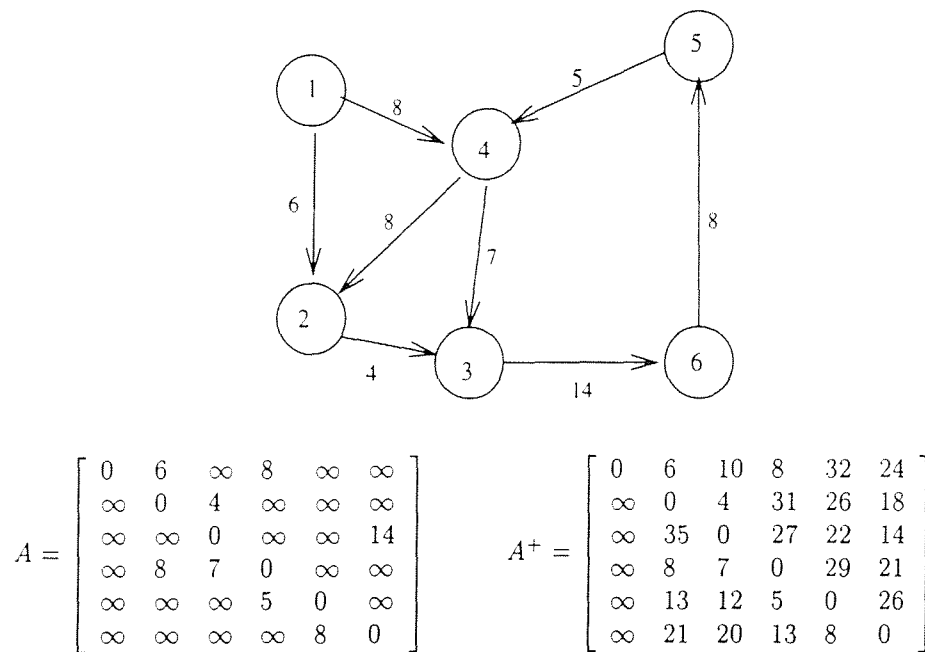 5
1
5
8
4
6
8
8
7
2
4
3
14
6
A = [ 0 6 ∞ 8 ∞ ∞
∞ 0 4 ∞ ∞ ∞
∞ ∞ 0 ∞ ∞ 14
∞ 8 7 0 ∞ ∞
∞ ∞ ∞ 5 0 ∞
∞ ∞ ∞ ∞ 8 0 ]
A⁺ = [ 0 6 10 8 32 24
∞ 0 4 31 26 18
∞ 35 0 27 22 14
∞ 8 7 0 29 21
∞ 13 12 5 0 26
∞ 21 20 13 8 0 ]